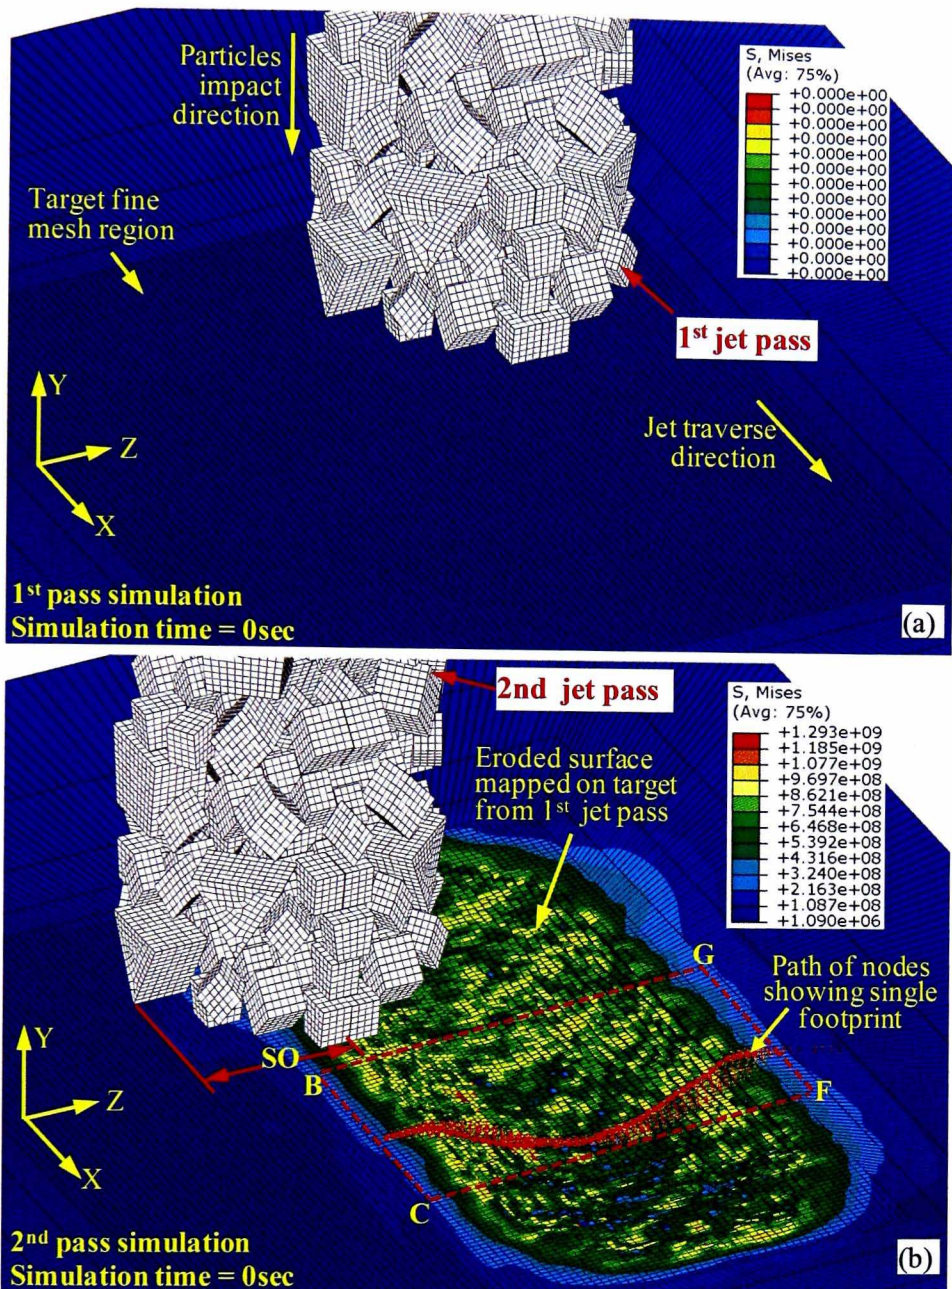 Particles
impact
direction
S, Mises
(Avg: 75%)
+0.000e+00
+0.000e+00
+0.000e+00
+0.000e+00
+0.000e+00
+0.000e+00
+0.000e+00
+0.000e+00
+0.000e+00
+0.000e+00
+0.000e+00
+0.000e+00
+0.000e+00
Target fine
mesh region
1st jet pass
Y
Z
X
Jet traverse
direction
1st pass simulation
Simulation time = 0sec
(a)
2nd jet pass
S, Mises
(Avg: 75%)
+1.293e+09
+1.185e+09
+1.077e+09
+9.697e+08
+8.621e+08
+7.544e+08
+6.468e+08
+5.392e+08
+4.316e+08
+3.240e+08
+2.163e+08
+1.087e+08
+1.090e+06
Eroded surface
mapped on target
from 1st jet pass
G
Path of nodes
showing single
footprint
SO
B
F
Y
Z
X
C
2nd pass simulation
Simulation time = 0sec
(b)